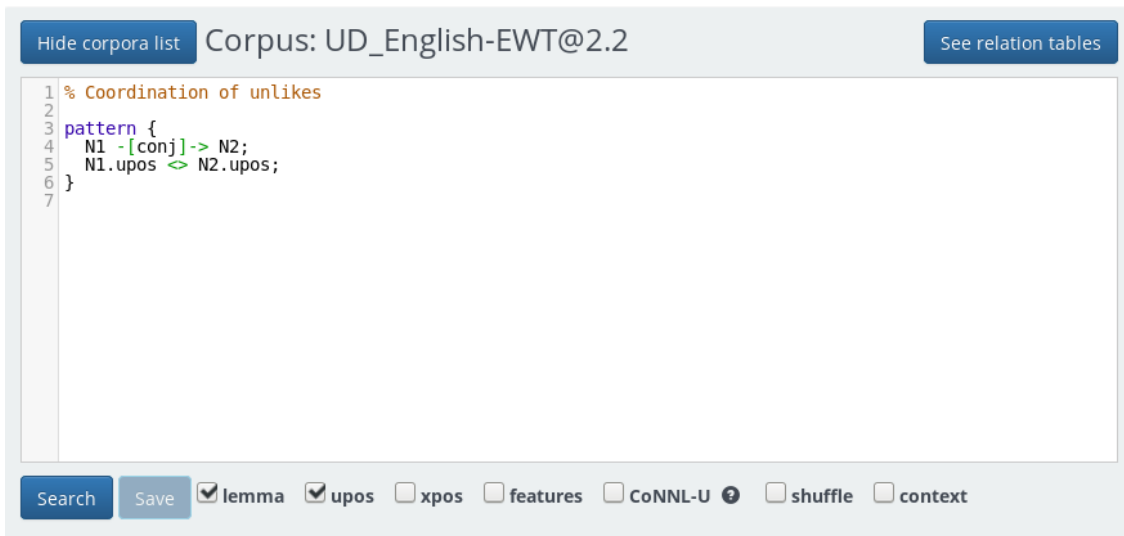 Hide corpora list Corpus: UD_English-EWT@2.2 See relation tables
1 % Coordination of unlikes
2
3 pattern {
4   N1 -[conj]-> N2;
5   N1.upos <> N2.upos;
6 }
7
Search Save lemma upos xpos features CoNNL-U ? shuffle context